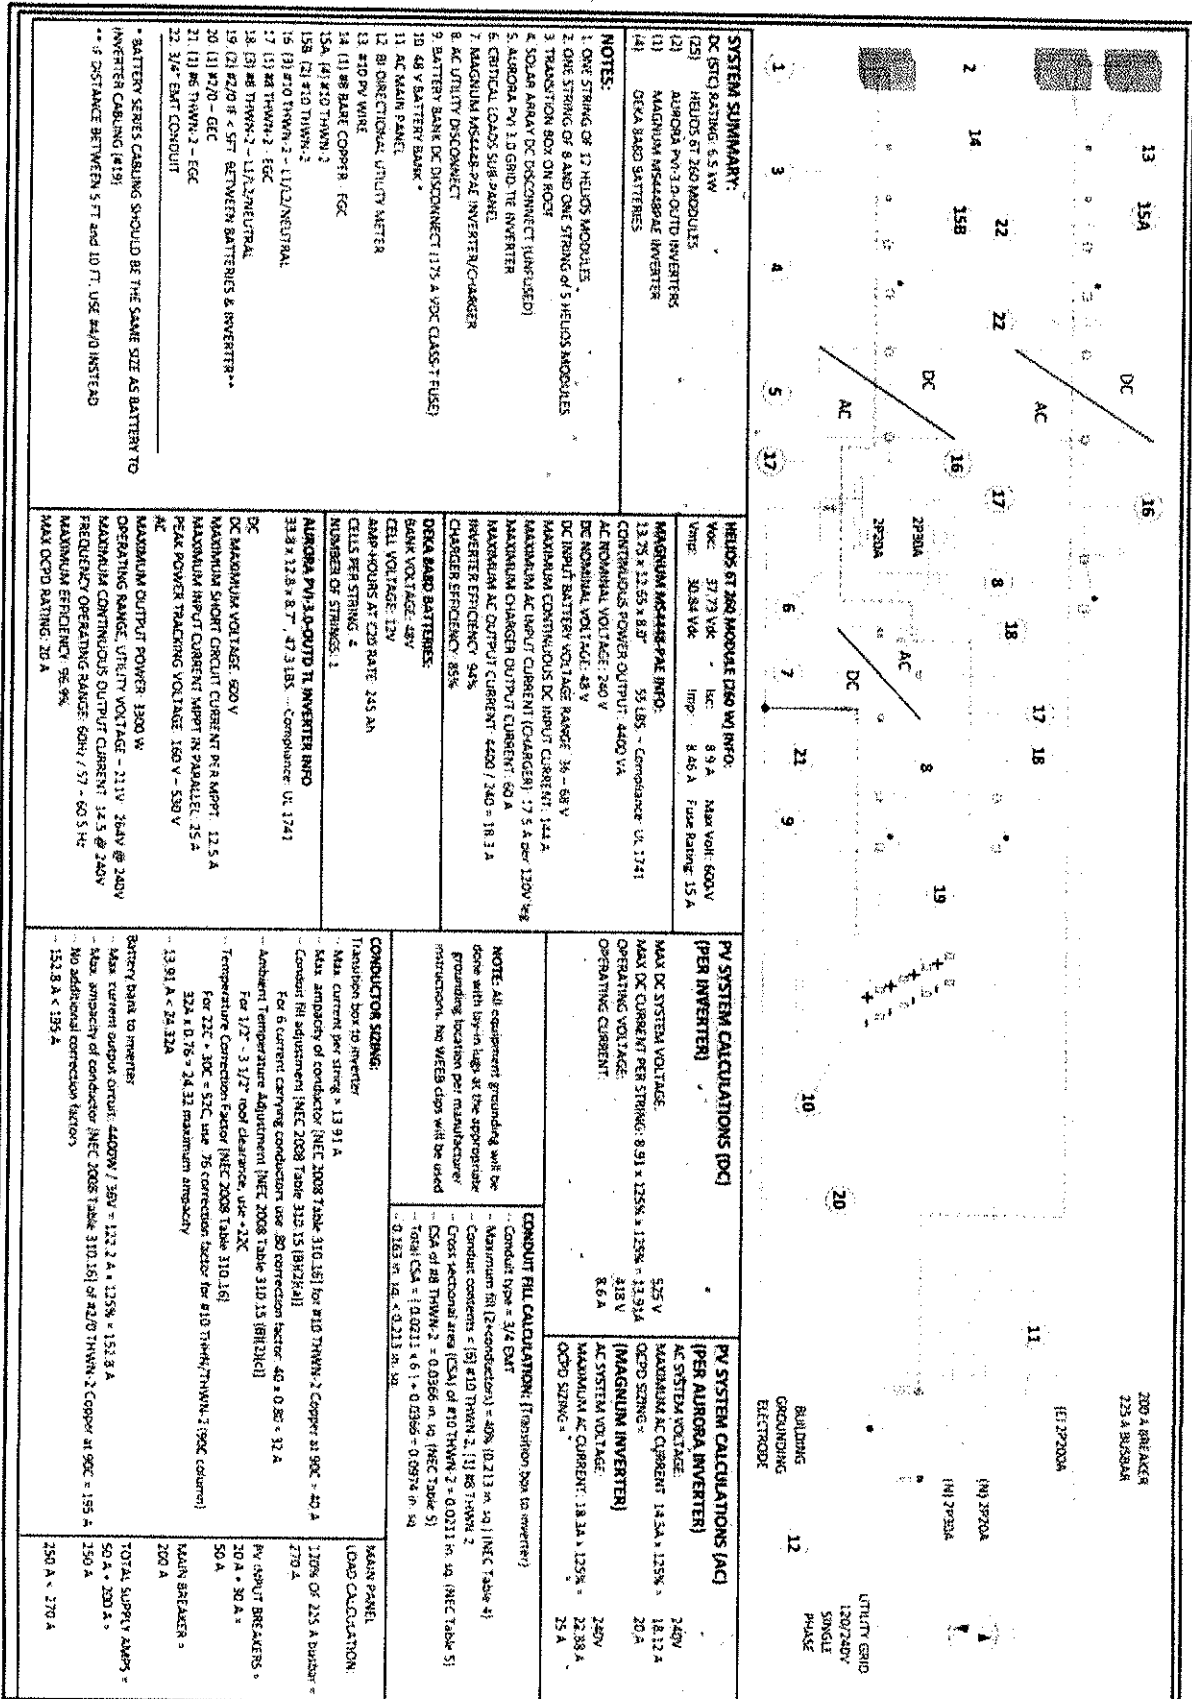 13
15A
16
DC
AC
200 A BREAKER
225 A BUSBAR
(E) 2P200A
(N) 2P20A
(N) 2P30A
UTILITY GRID
120/240V
SINGLE
PHASE
2
14
15B
22
22
DC
AC
16
17
8
18
17
18
2P30A
2P20A
AC
DC
8
19
10
20
11
12
BUILDING
GROUNDING
ELECTRODE
1
3
4
5
17
6
7
21
9
SYSTEM SUMMARY:
DC (STC) RATING: 6.5 kW
(25) HELIOS 6T 260 MODULES
(2) AURORA PVI-3.0-OUTD INVERTERS
(1) MAGNUM MS4448PAE INVERTER
(4) DEKA 8A8D BATTERIES
NOTES:
1. ONE STRING OF 12 HELIOS MODULES
2. ONE STRING OF 8 AND ONE STRING of 5 HELIOS MODULES
3. TRANSITION BOX ON ROOF
4. SOLAR ARRAY DC DISCONNECT (UNFUSED)
5. AURORA PVI 3.0 GRID-TIE INVERTER
6. CRITICAL LOADS SUB-PANEL
7. MAGNUM MS4448-PAE INVERTER/CHARGER
8. AC UTILITY DISCONNECT
9. BATTERY BANK DC DISCONNECT (175 A VDC CLASS-T FUSE)
10 48 V BATTERY BANK *
11 AC MAIN PANEL
12 BI-DIRECTIONAL UTILITY METER
13. #10 PV WIRE
14 (1) #8 BARE COPPER - EGC
15A. (4) #10 THWN-2
15B (2) #10 THWN-2
16 (3) #10 THWN-2 - L1/L2/NEUTRAL
17 (1) #8 THWN-2 - EGC
18. (3) #8 THWN-2 - L1/L2/NEUTRAL
19. (2) #2/0 IF < 5FT BETWEEN BATTERIES & INVERTER**
20 (1) #2/0 - GEC
21. (1) #6 THWN-2 - EGC
22. 3/4" EMT CONDUIT
* BATTERY SERIES CABLING SHOULD BE THE SAME SIZE AS BATTERY TO
INVERTER CABLING (#19)
** IF DISTANCE BETWEEN 5 FT and 10 FT, USE #4/0 INSTEAD
HELIOS 6T 260 MODULE (260 W) INFO:
Voc: 37.73 Vdc - Isc: 8.9 A Max Volt: 600V
Vmp: 30.84 Vdc Imp: 8.46 A Fuse Rating: 15 A
MAGNUM MS4448-PAE INFO:
13.75 x 12.65 x 8.0" 55 LBS. - Compliance: UL 1741
CONTINUOUS POWER OUTPUT: 4400 VA
AC NOMINAL VOLTAGE: 240 V
DC NOMINAL VOLTAGE: 48 V
DC INPUT BATTERY VOLTAGE RANGE: 36 – 68 V
MAXIMUM CONTINUOUS DC INPUT CURRENT: 144 A
MAXIMUM AC INPUT CURRENT (CHARGER): 17.5 A per 120V leg
MAXIMUM CHARGER OUTPUT CURRENT: 60 A
MAXIMUM AC OUTPUT CURRENT: 4400 / 240 = 18.3 A
INVERTER EFFICIENCY 94%
CHARGER EFFICIENCY: 85%
DEKA 8A8D BATTERIES:
BANK VOLTAGE: 48V
CELL VOLTAGE: 12V
AMP-HOURS AT C20 RATE: 245 Ah
CELLS PER STRING: 4
NUMBER OF STRINGS: 1
AURORA PVI-3.0-OUTD TL INVERTER INFO
33.8 x 12.8 x 8.7", 47.3 LBS. - Compliance: UL 1741
DC
DC MAXIMUM VOLTAGE 600 V
MAXIMUM SHORT CIRCUIT CURRENT PER MPPT: 12.5 A
MAXIMUM INPUT CURRENT MPPT IN PARALLEL: 25 A
PEAK POWER TRACKING VOLTAGE 160 V – 530 V
AC
MAXIMUM OUTPUT POWER 3300 W
OPERATING RANGE, UTILITY VOLTAGE – 211V 264V @ 240V
MAXIMUM CONTINUOUS OUTPUT CURRENT: 14.5 @ 240V
FREQUENCY OPERATING RANGE: 60Hz / 57 - 60.5 Hz
MAXIMUM EFFICIENCY: 96.9%
MAX OCPD RATING: 20 A
PV SYSTEM CALCULATIONS (DC)
(PER INVERTER)
MAX DC SYSTEM VOLTAGE: 525 V
MAX DC CURRENT PER STRING: 8.91 x 125% x 125% = 13.91A
OPERATING VOLTAGE: 418 V
OPERATING CURRENT: 8.6 A
PV SYSTEM CALCULATIONS (AC)
(PER AURORA INVERTER)
AC SYSTEM VOLTAGE: 240V
MAXIMUM AC CURRENT 14.5A x 125% = 18.12 A
OCPD SIZING = 20 A
(MAGNUM INVERTER)
AC SYSTEM VOLTAGE: 240V
MAXIMUM AC CURRENT: 18.3A x 125% = 22.88 A
OCPD SIZING = 25 A
NOTE: All equipment grounding will be
done with lay-in lugs at the appropriate
grounding location per manufacturer
instructions. No WEEB clips will be used
CONDUIT FILL CALCULATION: (Transition box to inverter)
- Conduit type = 3/4 EMT
- Maximum fill (2+conductors) = 40% (0.213 in. sq.) (NEC Table 4)
- Conduit contents = (6) #10 THWN-2, (1) #8 THWN-2
- Cross sectional area (CSA) of #10 THWN-2 = 0.0211 in. sq. (NEC Table 5)
- CSA of #8 THWN-2 = 0.0366 in. sq. (NEC Table 5)
- Total CSA = ( 0.0211 x 6 ) + 0.0366 = 0.0974 in. sq.
- 0.163 in. sq. < 0.213 in. sq.
CONDUCTOR SIZING:
Transition box to inverter
- Max. current per string = 13.91 A
- Max. ampacity of conductor (NEC 2008 Table 310.16) for #10 THWN-2 Copper at 90C = 40 A
- Conduit fill adjustment (NEC 2008 Table 310.15 (B)(2)(a))
For 6 current carrying conductors use .80 correction factor 40 x 0.80 = 32 A
- Ambient Temperature Adjustment (NEC 2008 Table 310.15 (B)(2)(c))
For 1/2" - 3 1/2" roof clearance, use +22C
- Temperature Correction Factor (NEC 2008 Table 310.16)
For 22C + 30C = 52C, use .76 correction factor for #10 THHN/THWN-2 (90C column)
32A x 0.76 = 24.32 maximum ampacity
- 13.91 A < 24.32A
Battery bank to inverter
- Max. current output circuit: 4400W / 36V = 122.2 A x 125% = 152.8 A
- Max. ampacity of conductor (NEC 2008 Table 310.16) of #2/0 THWN-2 Copper at 90C = 195 A
- No additional correction factors
- 152.8 A < 195 A
MAIN PANEL
LOAD CALCULATION:
120% OF 225 A busbar =
270 A
PV INPUT BREAKERS =
20 A + 30 A =
50 A
MAIN BREAKER =
200 A
TOTAL SUPPLY AMPS =
50 A + 200 A =
250 A
250 A < 270 A